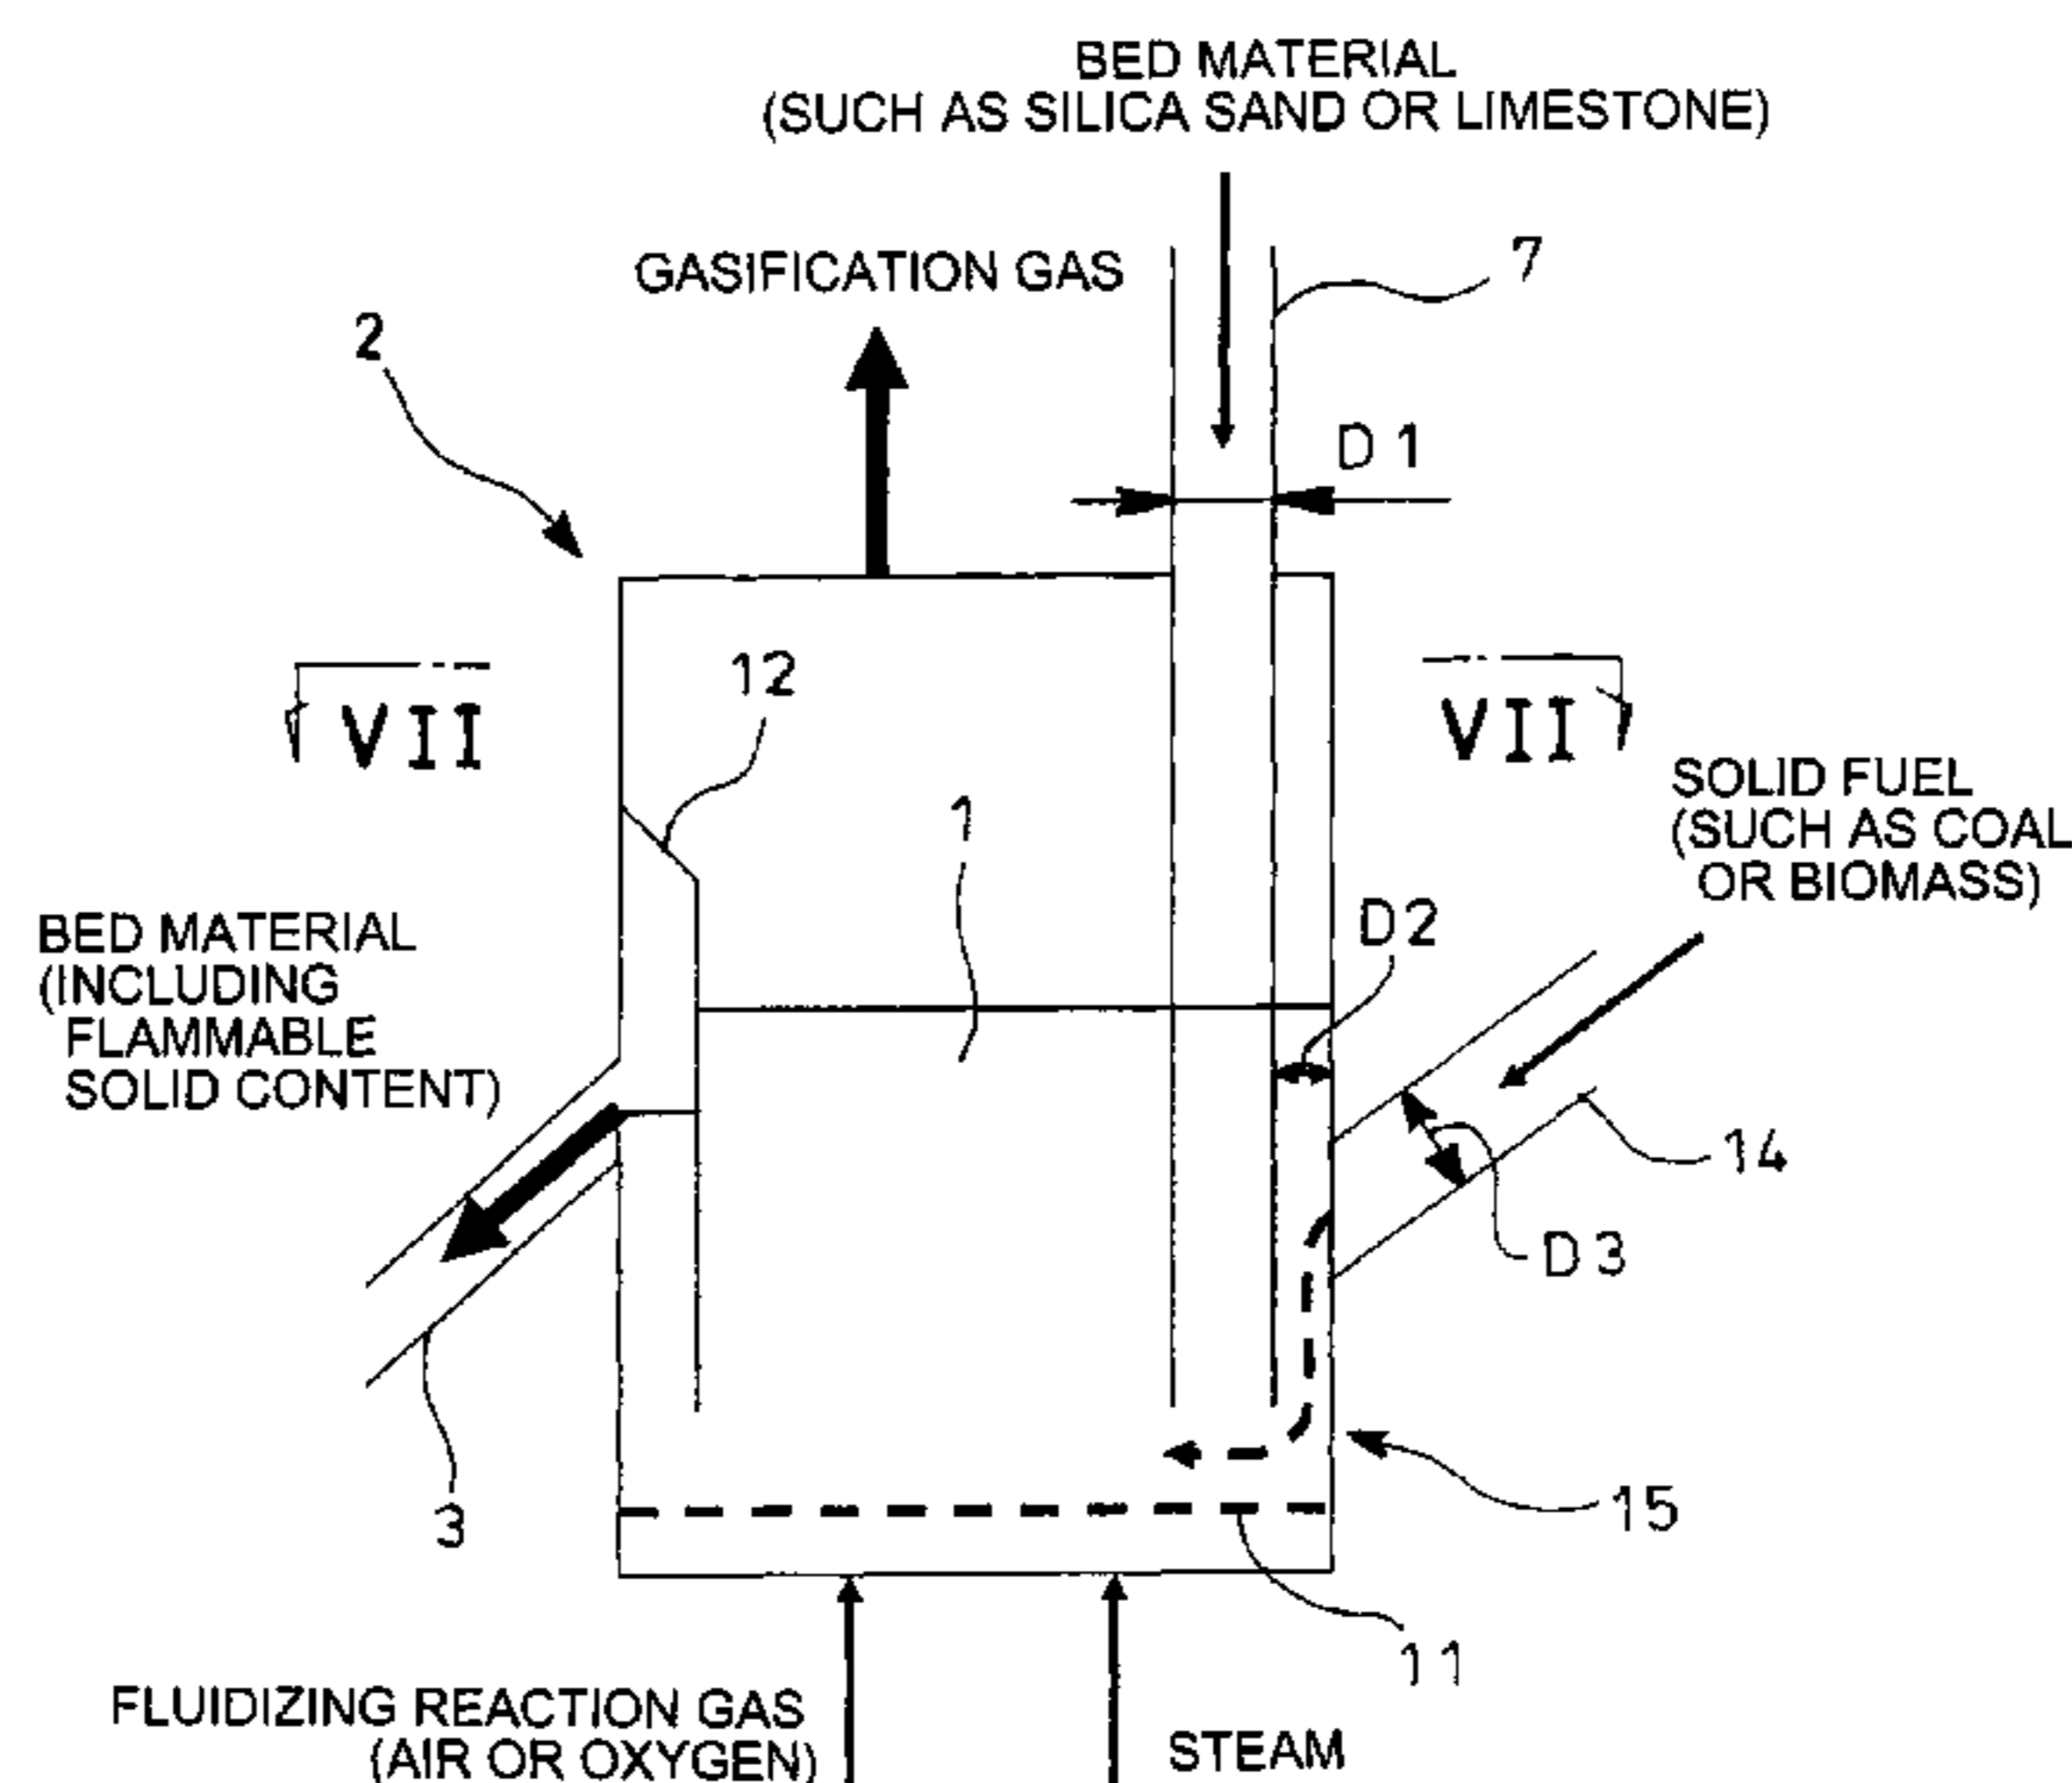 BED MATERIAL
(SUCH AS SILICA SAND OR LIMESTONE)
GASIFICATION GAS
7
2
D1
12
VII
VII
1
SOLID FUEL
(SUCH AS COAL
OR BIOMASS)
D2
BED MATERIAL
(INCLUDING
FLAMMABLE
SOLID CONTENT)
14
D3
3
15
11
FLUIDIZING REACTION GAS
(AIR OR OXYGEN)
STEAM